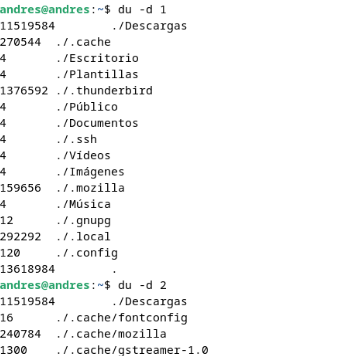 andres@andres:~$ du -d 1
11519584	./Descargas
270544	./.cache
4	./Escritorio
4	./Plantillas
1376592	./.thunderbird
4	./Público
4	./Documentos
4	./.ssh
4	./Vídeos
4	./Imágenes
159656	./.mozilla
4	./Música
12	./.gnupg
292292	./.local
120	./.config
13618984	.
andres@andres:~$ du -d 2
11519584	./Descargas
16	./.cache/fontconfig
240784	./.cache/mozilla
1300	./.cache/gstreamer-1.0